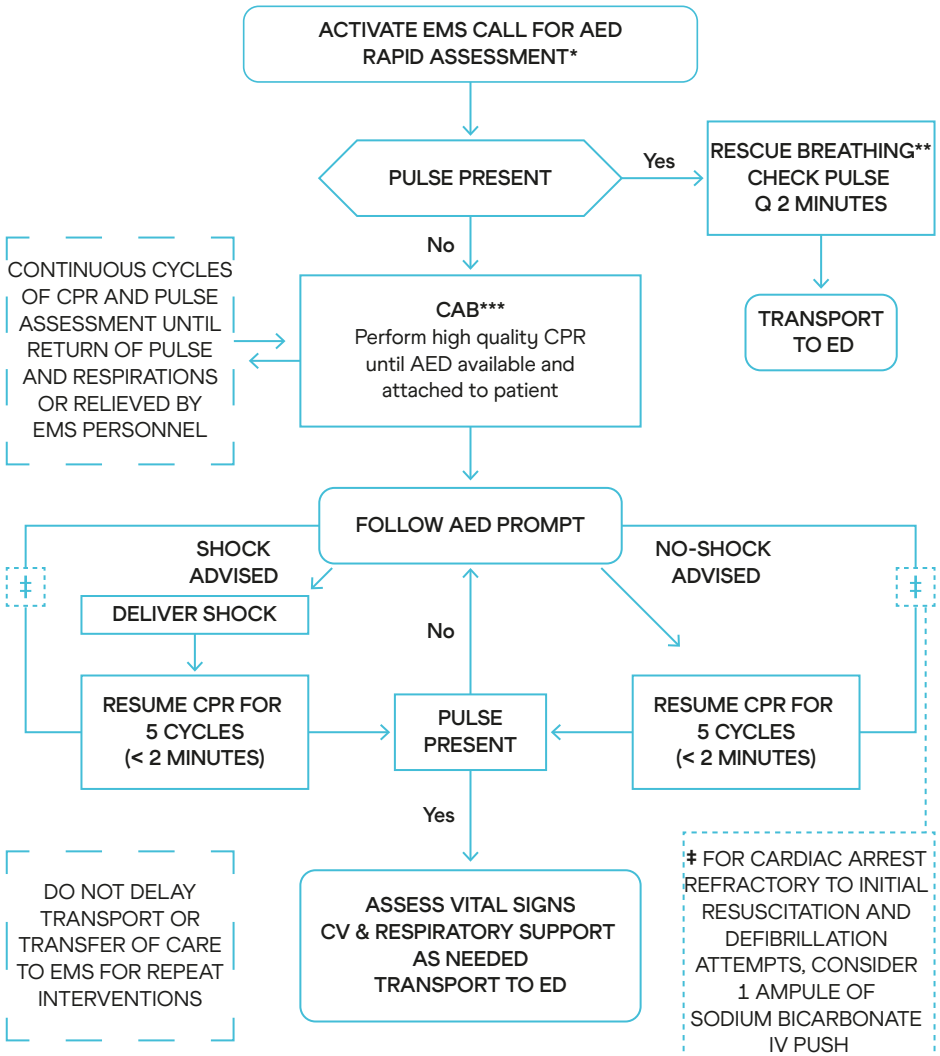 ACTIVATE EMS CALL FOR AED
RAPID ASSESSMENT*
PULSE PRESENT
Yes
RESCUE BREATHING**
CHECK PULSE
Q 2 MINUTES
TRANSPORT
TO ED
No
CONTINUOUS CYCLES
OF CPR AND PULSE
ASSESSMENT UNTIL
RETURN OF PULSE
AND RESPIRATIONS
OR RELIEVED BY
EMS PERSONNEL
CAB***
Perform high quality CPR
until AED available and
attached to patient
FOLLOW AED PROMPT
SHOCK
ADVISED
NO-SHOCK
ADVISED
‡
‡
DELIVER SHOCK
No
RESUME CPR FOR
5 CYCLES
(< 2 MINUTES)
PULSE
PRESENT
RESUME CPR FOR
5 CYCLES
(< 2 MINUTES)
Yes
DO NOT DELAY
TRANSPORT OR
TRANSFER OF CARE
TO EMS FOR REPEAT
INTERVENTIONS
ASSESS VITAL SIGNS
CV & RESPIRATORY SUPPORT
AS NEEDED
TRANSPORT TO ED
‡ FOR CARDIAC ARREST
REFRACTORY TO INITIAL
RESUSCITATION AND
DEFIBRILLATION
ATTEMPTS, CONSIDER
1 AMPULE OF
SODIUM BICARBONATE
IV PUSH